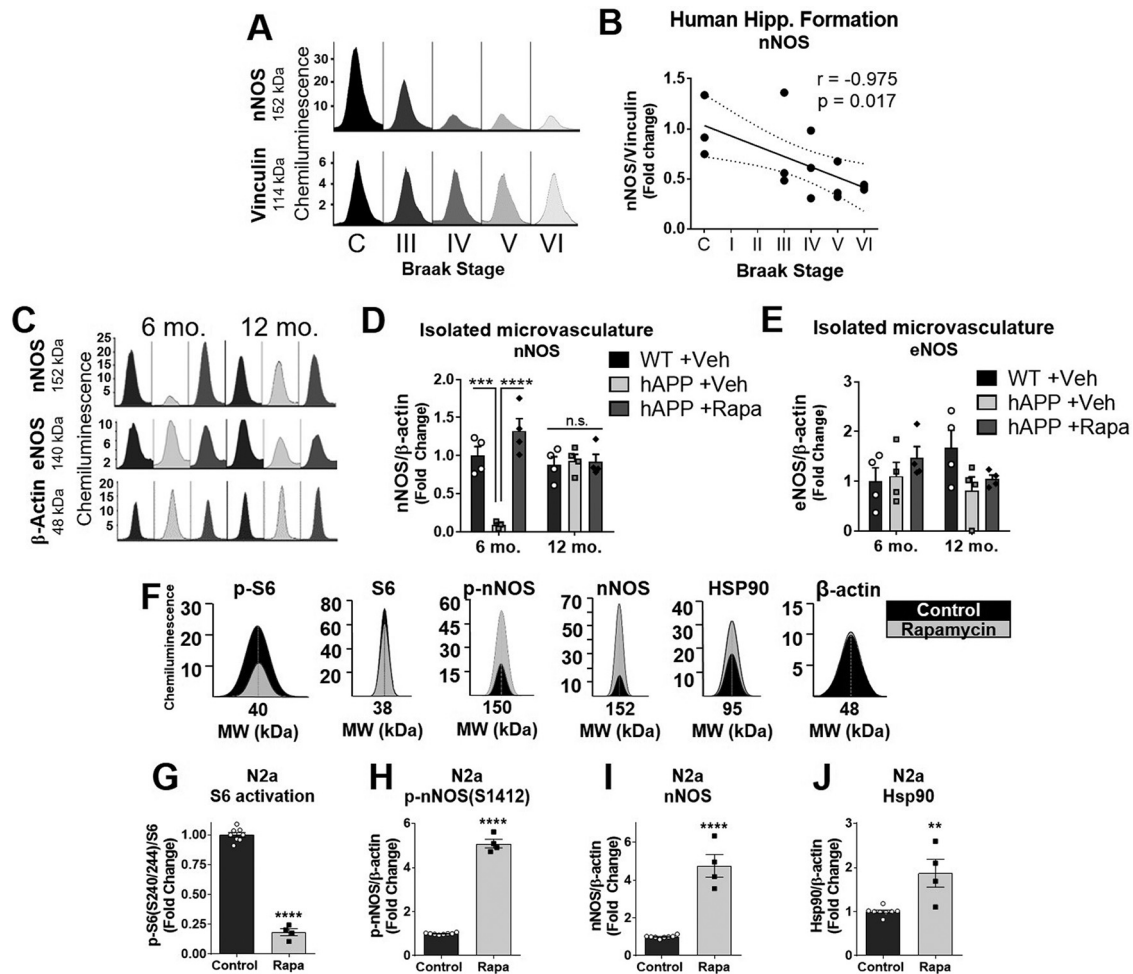 A
nNOS
152 kDa
Vinculin
114 kDa
Chemiluminescence
30
20
10
6
4
2
C III IV V VI
Braak Stage
B
Human Hipp. Formation
nNOS
r = -0.975
p = 0.017
nNOS/Vinculin
(Fold change)
1.5
1.0
0.5
0.0
C I II III IV V VI
Braak Stage
C
6 mo. 12 mo.
nNOS
152 kDa
eNOS
140 kDa
β-Actin
48 kDa
Chemiluminescence
25
20
15
10
5
10
6
2
20
15
10
5
D
Isolated microvasculature
nNOS
WT +Veh
hAPP +Veh
hAPP +Rapa
*** ****
n.s.
nNOS/β-actin
(Fold Change)
2.0
1.5
1.0
0.5
0.0
6 mo. 12 mo.
E
Isolated microvasculature
eNOS
WT +Veh
hAPP +Veh
hAPP +Rapa
eNOS/β-actin
(Fold Change)
3
2
1
0
6 mo. 12 mo.
F
Chemiluminescence
p-S6
30
20
10
40
MW (kDa)
S6
80
60
40
20
38
MW (kDa)
p-nNOS
60
45
30
15
150
MW (kDa)
nNOS
70
50
30
10
152
MW (kDa)
HSP90
40
30
20
10
95
MW (kDa)
β-actin
15
10
5
48
MW (kDa)
Control
Rapamycin
G
N2a
S6 activation
p-S6(S240/244)/S6
(Fold Change)
1.00
0.75
0.50
0.25
0.00
****
Control Rapa
H
N2a
p-nNOS(S1412)
p-nNOS/β-actin
(Fold Change)
6
4
2
0
****
Control Rapa
I
N2a
nNOS
nNOS/β-actin
(Fold Change)
6
4
2
0
****
Control Rapa
J
N2a
Hsp90
Hsp90/β-actin
(Fold Change)
3
2
1
0
**
Control Rapa